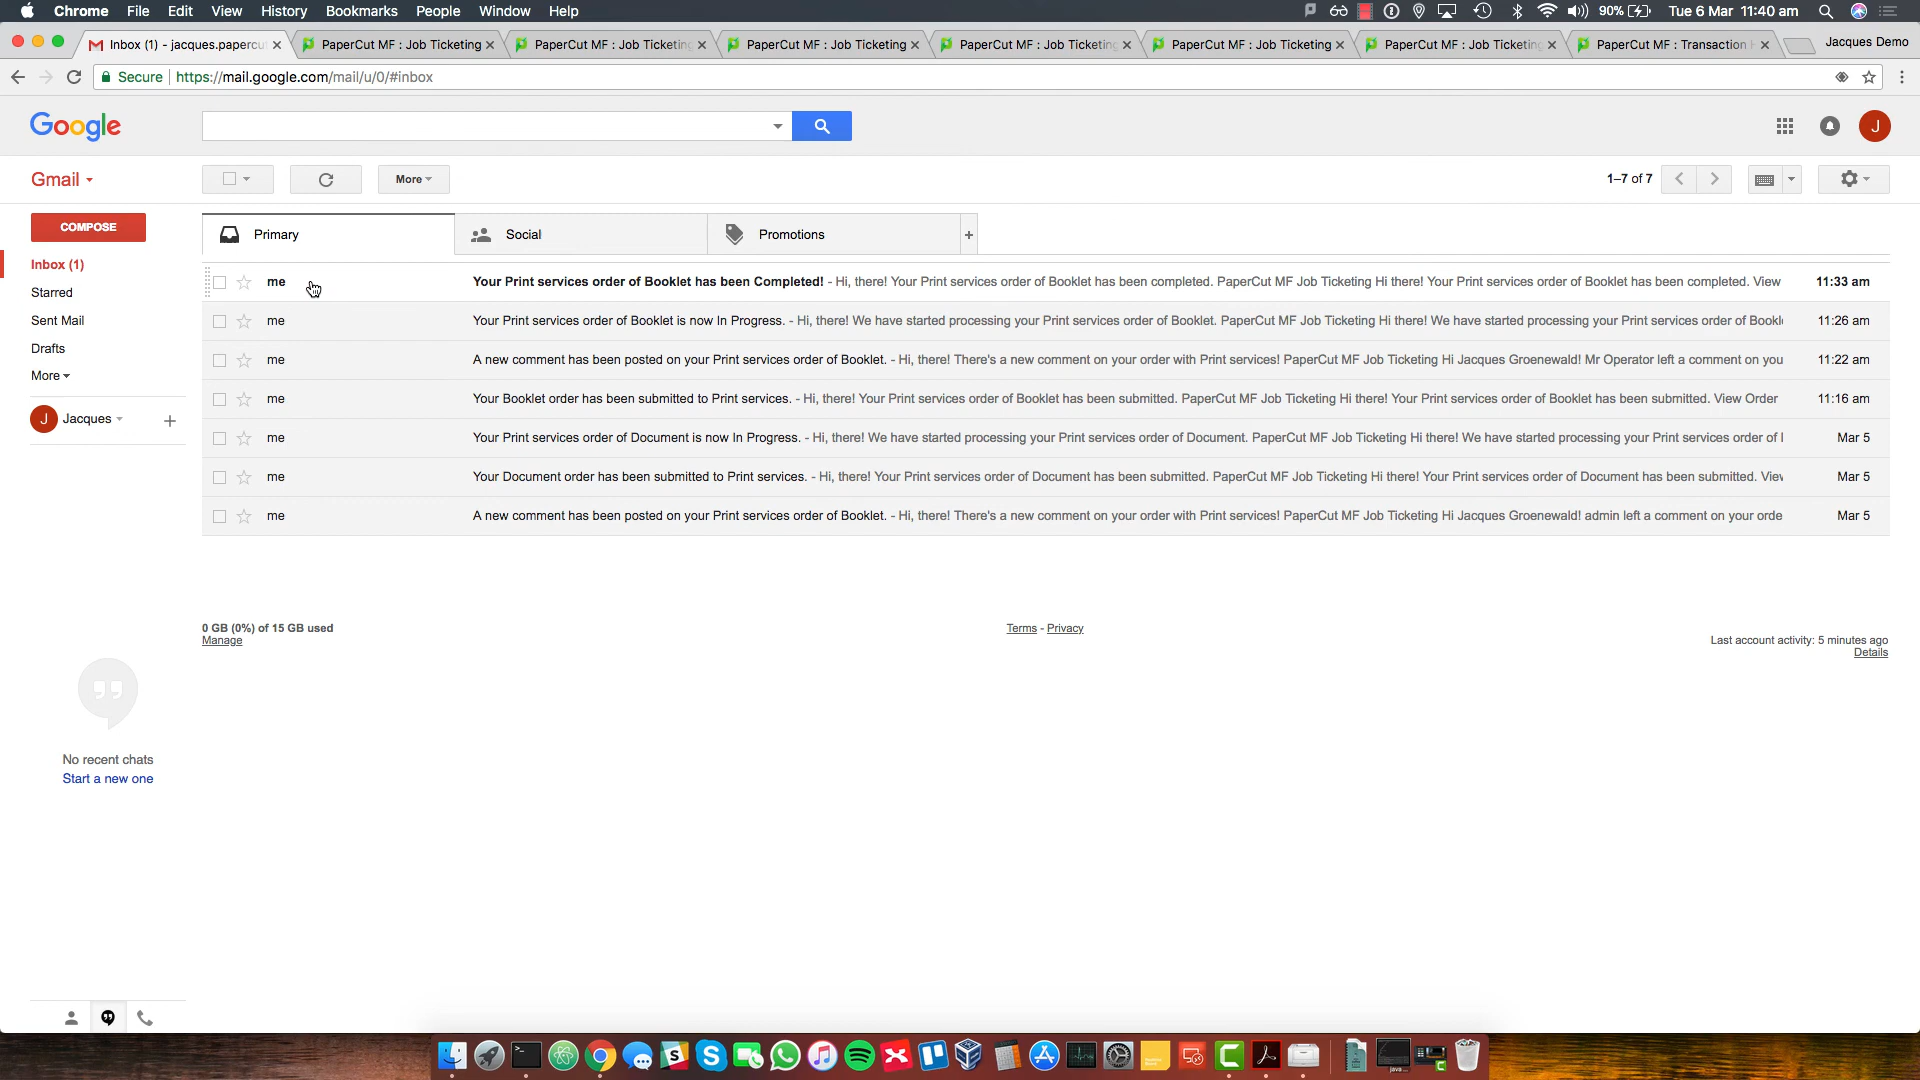 Chrome File Edit View History Bookmarks People Window Help 90% Tue 6 Mar 11:40 am
Inbox (1) - jacques.papercut PaperCut MF : Job Ticketing PaperCut MF : Job Ticketing PaperCut MF : Job Ticketing PaperCut MF : Job Ticketing PaperCut MF : Job Ticketing PaperCut MF : Job Ticketing PaperCut MF : Transaction Jacques Demo
Secure https://mail.google.com/mail/u/0/#inbox
Google J
Gmail More 1–7 of 7
COMPOSE
Primary Social Promotions +
Inbox (1)
Starred
Sent Mail
Drafts
More
J Jacques +
me Your Print services order of Booklet has been Completed! - Hi, there! Your Print services order of Booklet has been completed. PaperCut MF Job Ticketing Hi there! Your Print services order of Booklet has been completed. View 11:33 am
me Your Print services order of Booklet is now In Progress. - Hi, there! We have started processing your Print services order of Booklet. PaperCut MF Job Ticketing Hi there! We have started processing your Print services order of Bookl 11:26 am
me A new comment has been posted on your Print services order of Booklet. - Hi, there! There's a new comment on your order with Print services! PaperCut MF Job Ticketing Hi Jacques Groenewald! Mr Operator left a comment on you 11:22 am
me Your Booklet order has been submitted to Print services. - Hi, there! Your Print services order of Booklet has been submitted. PaperCut MF Job Ticketing Hi there! Your Print services order of Booklet has been submitted. View Order 11:16 am
me Your Print services order of Document is now In Progress. - Hi, there! We have started processing your Print services order of Document. PaperCut MF Job Ticketing Hi there! We have started processing your Print services order of Mar 5
me Your Document order has been submitted to Print services. - Hi, there! Your Print services order of Document has been submitted. PaperCut MF Job Ticketing Hi there! Your Print services order of Document has been submitted. View Mar 5
me A new comment has been posted on your Print services order of Booklet. - Hi, there! There's a new comment on your order with Print services! PaperCut MF Job Ticketing Hi Jacques Groenewald! admin left a comment on your orde Mar 5
0 GB (0%) of 15 GB used
Manage
Terms - Privacy
Last account activity: 5 minutes ago
Details
No recent chats
Start a new one